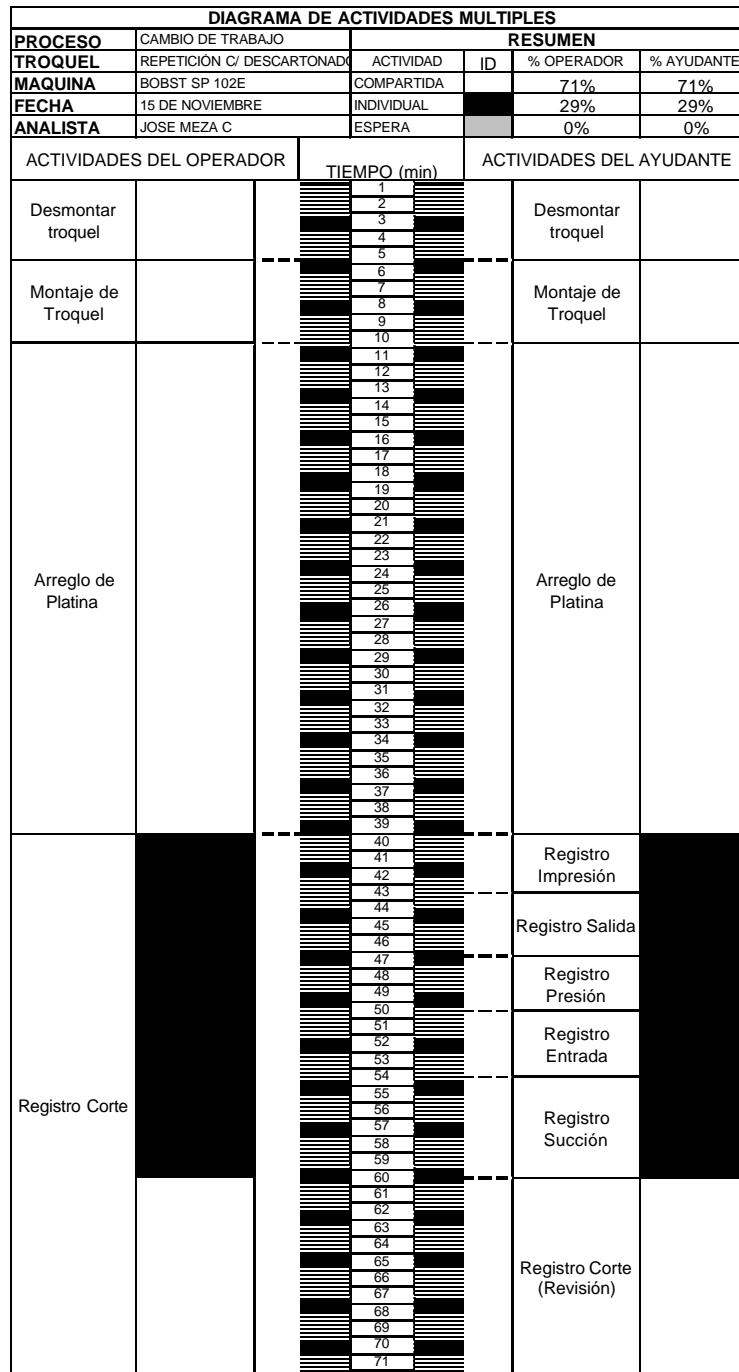 DIAGRAMA DE ACTIVIDADES MULTIPLES
PROCESO CAMBIO DE TRABAJO RESUMEN
TROQUEL REPETICIÓN C/ DESCARTONADO ACTIVIDAD ID % OPERADOR % AYUDANTE
MAQUINA BOBST SP 102E COMPARTIDA 71% 71%
FECHA 15 DE NOVIEMBRE INDIVIDUAL 29% 29%
ANALISTA JOSE MEZA C ESPERA 0% 0%
ACTIVIDADES DEL OPERADOR TIEMPO (min) ACTIVIDADES DEL AYUDANTE
1
2
Desmontar 3 Desmontar
troquel 4 troquel
5
6
7
Montaje de 8 Montaje de
Troquel 9 Troquel
10
11
12
13
14
15
16
17
18
19
20
21
22
23
Arreglo de 24 Arreglo de
25
Platina 26 Platina
27
28
29
30
31
32
33
34
35
36
37
38
39
40
41 Registro
42 Impresión
43
44
45 Registro Salida
46
47
48 Registro
49 Presión
50
51
52 Registro
53 Entrada
54
55
Registro Corte 56 Registro
57 Succión
58
59
60
61
62
63
64
65 Registro Corte
66 (Revisión)
67
68
69
70
71